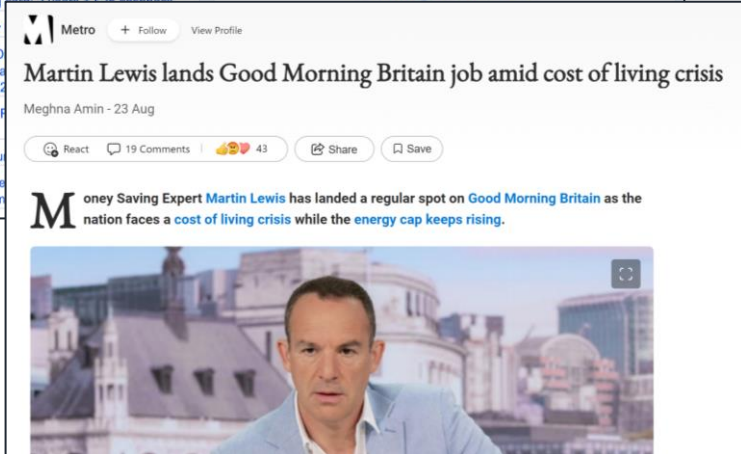 Metro + Follow View Profile
Martin Lewis lands Good Morning Britain job amid cost of living crisis
Meghna Amin - 23 Aug
React 19 Comments 43 Share Save
Money Saving Expert Martin Lewis has landed a regular spot on Good Morning Britain as the
nation faces a cost of living crisis while the energy cap keeps rising.